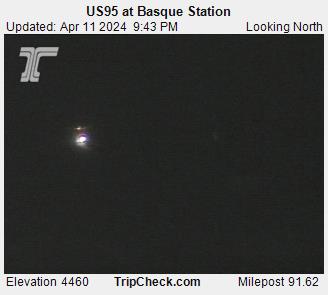 US95 at Basque Station
Updated: Apr 11 2024 9:43 PM Looking North
Elevation 4460 TripCheck.com Milepost 91.62